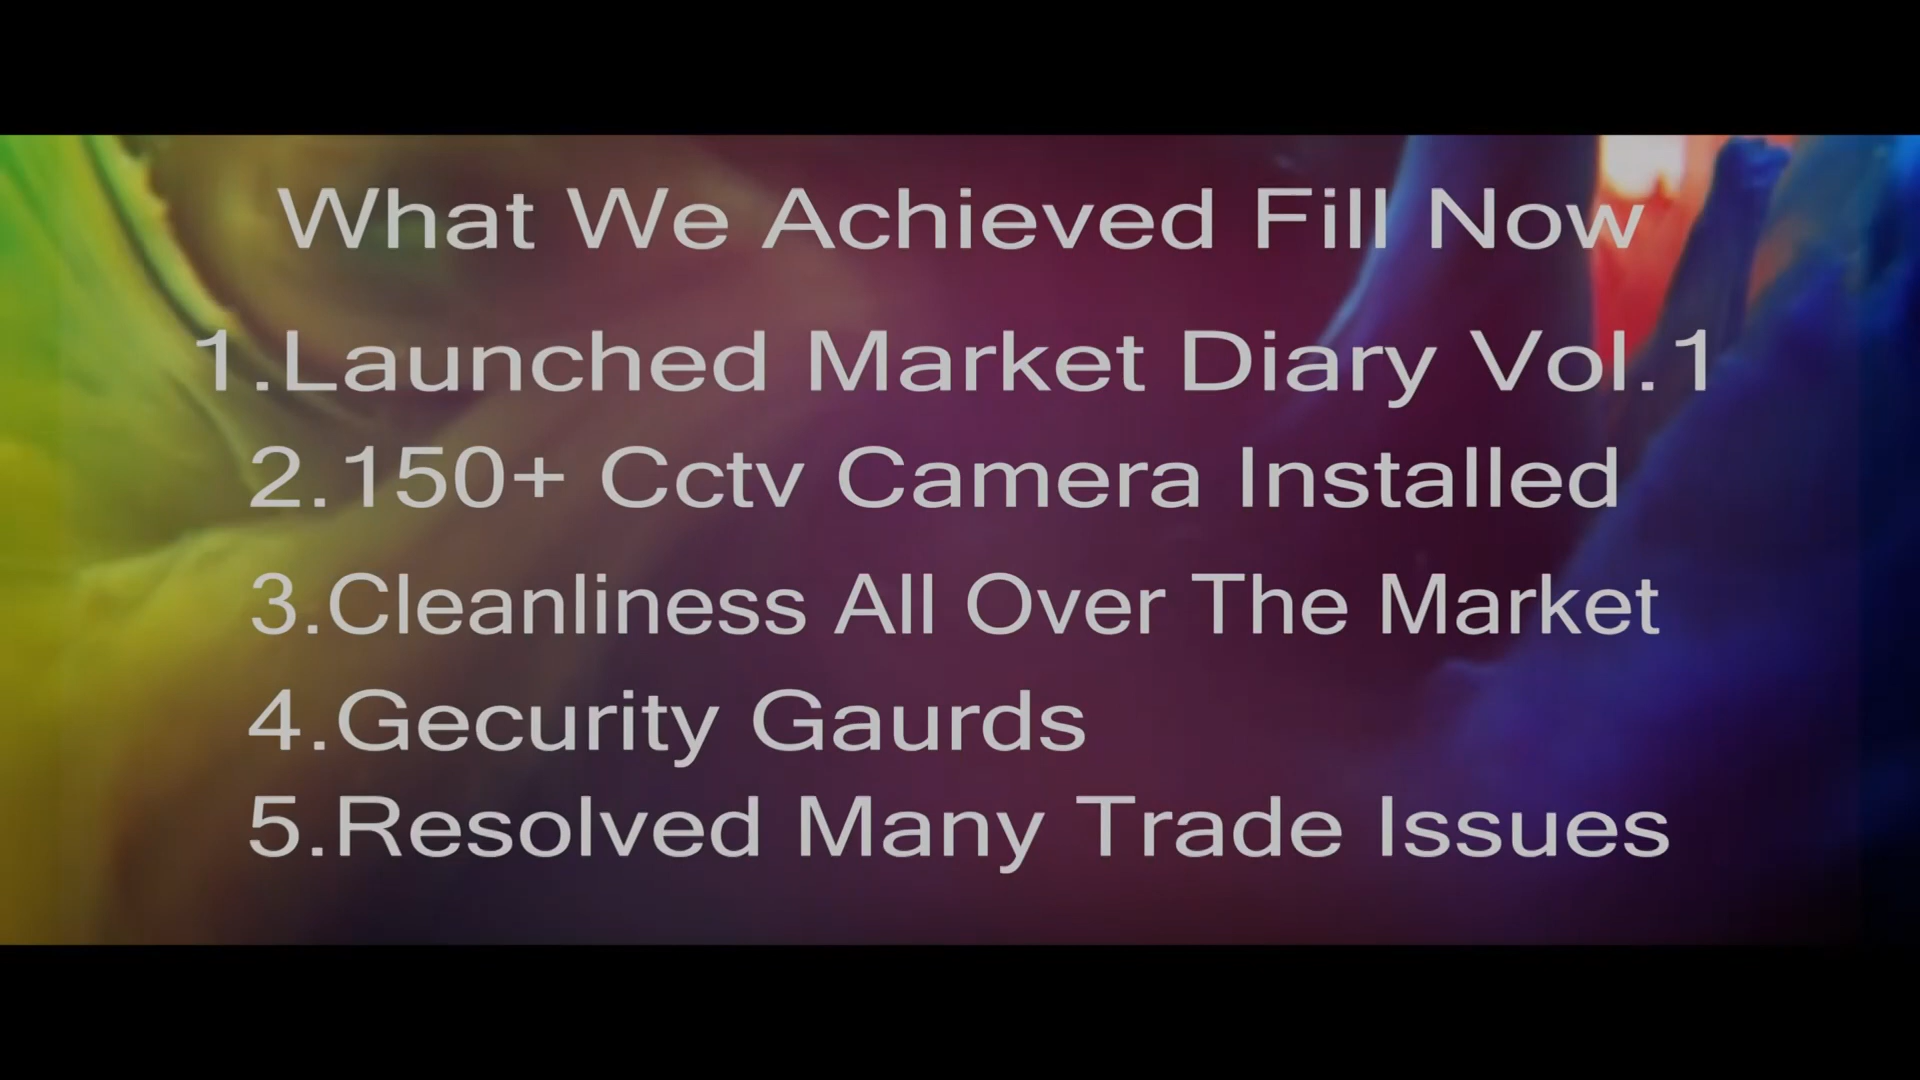 What We Achieved Fill Now
1.Launched Market Diary Vol.1
2.150+ Cctv Camera Installed
3.Cleanliness All Over The Market
4.Gecurity Gaurds
5.Resolved Many Trade Issues